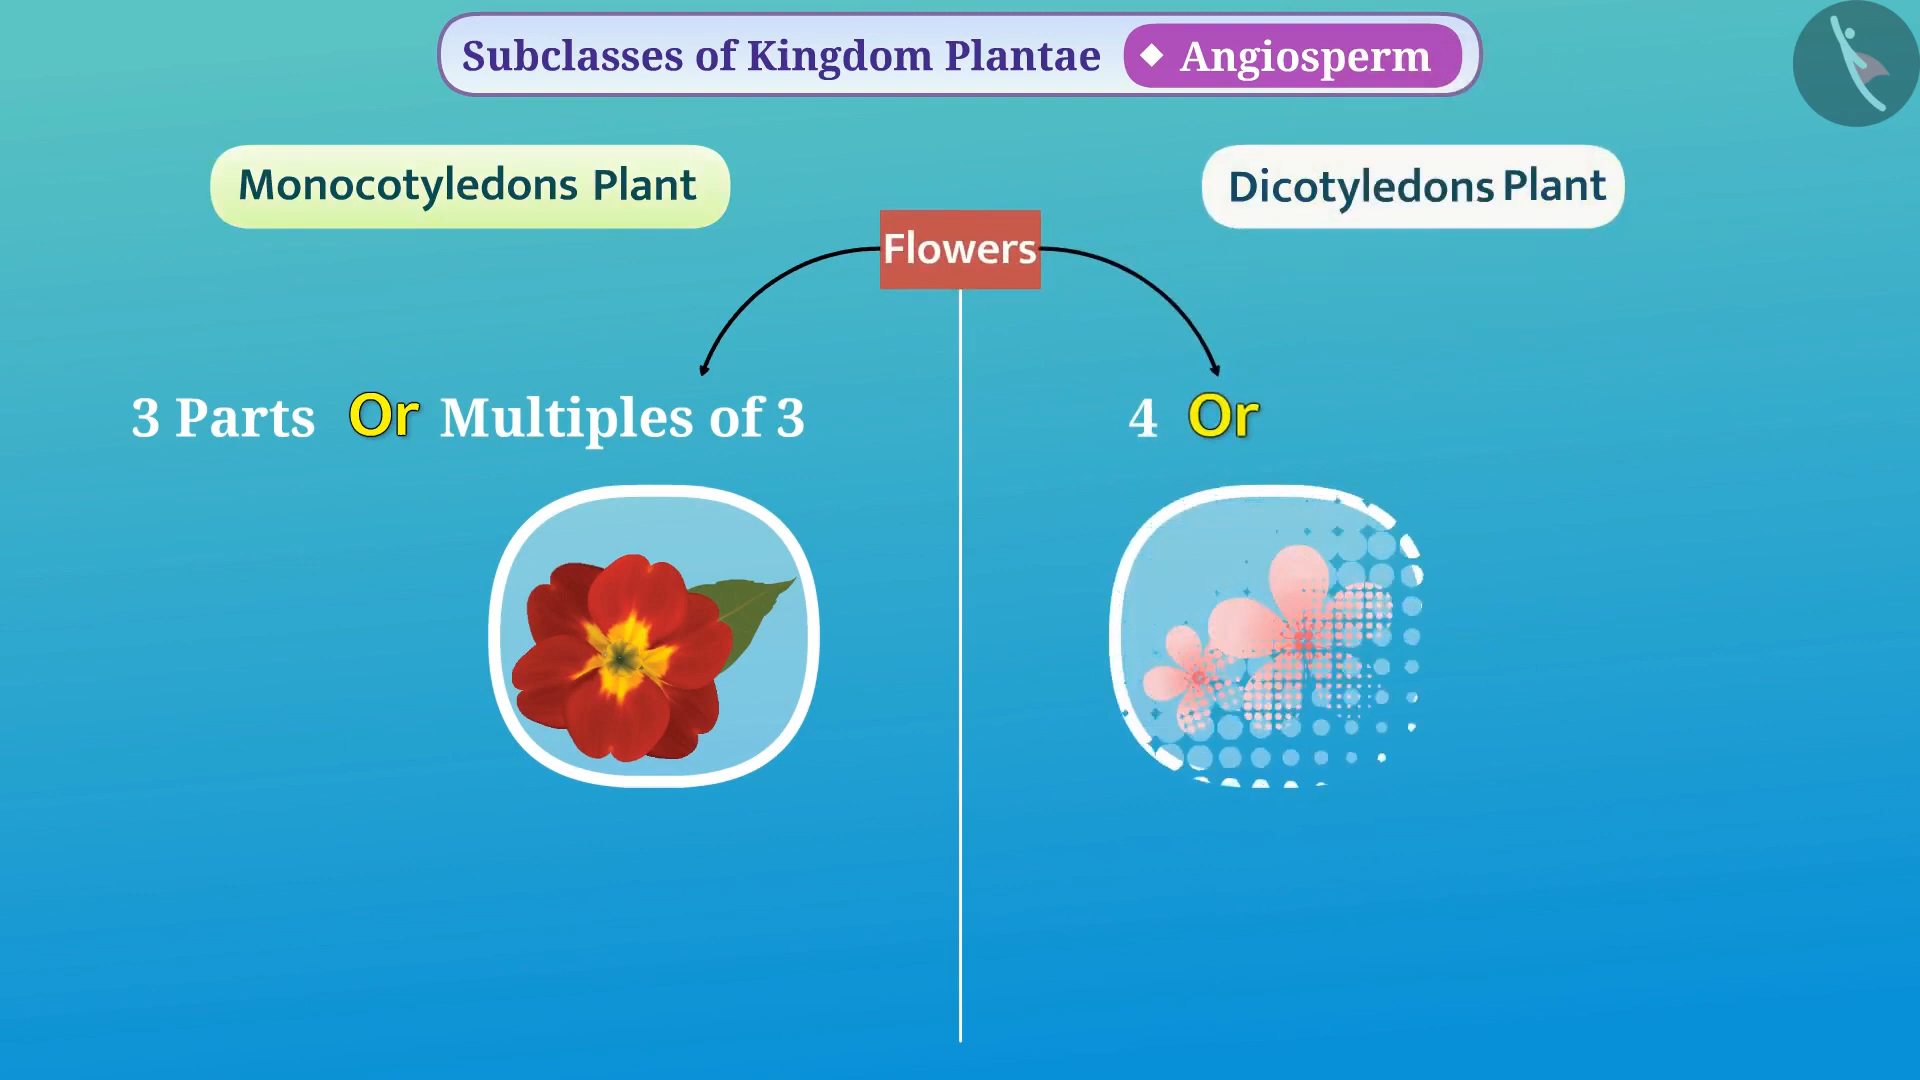 Subclasses of Kingdom Plantae ◆ Angiosperm
Monocotyledons Plant
Dicotyledons Plant
Flowers
3 Parts Or Multiples of 3
4 Or